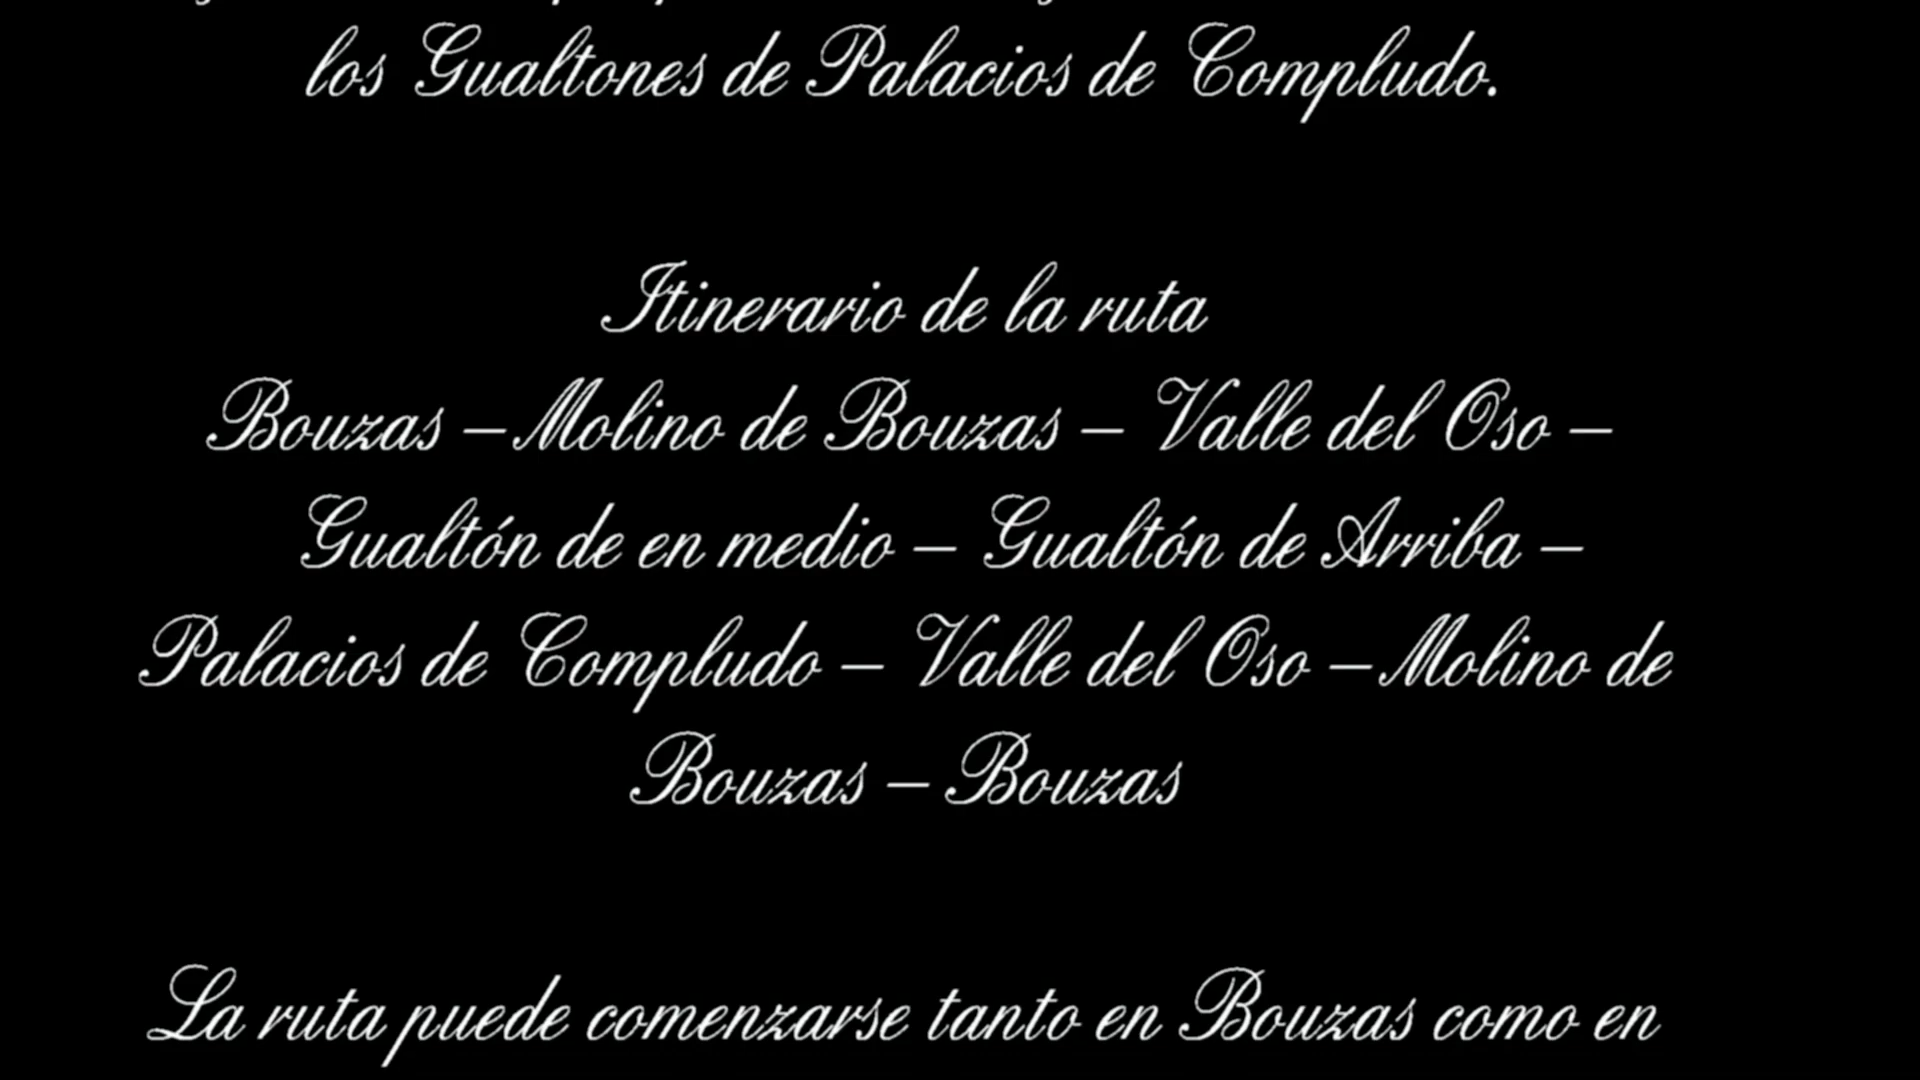 los Gualtones de Palacios de Compludo.
Itinerario de la ruta
Bouzas – Molino de Bouzas – Valle del Oso –
Gualtón de en medio – Gualtón de Arriba –
Palacios de Compludo – Valle del Oso – Molino de
Bouzas – Bouzas
La ruta puede comenzarse tanto en Bouzas como en